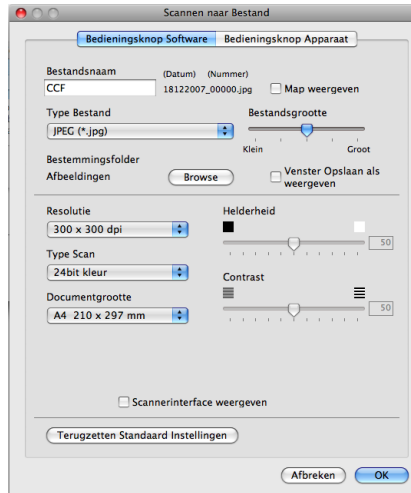 Scannen naar Bestand
Bedieningsknop Software
Bedieningsknop Apparaat
Bestandsnaam
(Datum) (Nummer)
CCF
18122007_00000.jpg
Map weergeven
Type Bestand
Bestandsgrootte
JPEG (*.jpg)
Klein
Groot
Bestemmingsfolder
Afbeeldingen
Browse
Venster Opslaan als
weergeven
Resolutie
Helderheid
300 x 300 dpi
50
Type Scan
24bit kleur
Contrast
Documentgrootte
50
A4 210 x 297 mm
Scannerinterface weergeven
Terugzetten Standaard Instellingen
Afbreken
OK